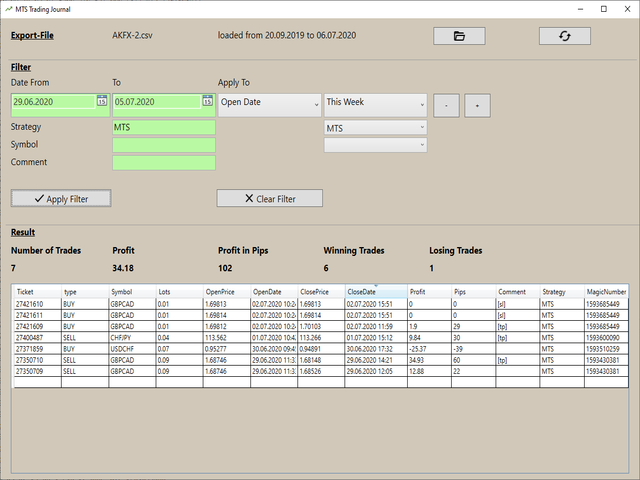 MTS Trading Journal
Export-File AKFX-2.csv loaded from 20.09.2019 to 06.07.2020
Filter
Date From To Apply To
29.06.2020 15 05.07.2020 15 Open Date This Week - +
Strategy MTS MTS
Symbol
Comment
Apply Filter Clear Filter
Result
Number of Trades Profit Profit in Pips Winning Trades Losing Trades
7 34.18 102 6 1
Ticket type Symbol Lots OpenPrice OpenDate ClosePrice CloseDate Profit Pips Comment Strategy MagicNumber
27421610 BUY GBPCAD 0.01 1.69813 02.07.2020 10:2 1.69813 02.07.2020 15:51 0 0 [sl] MTS 1593685449
27421611 BUY GBPCAD 0.01 1.69814 02.07.2020 10:2 1.69814 02.07.2020 15:51 0 0 [sl] MTS 1593685449
27421609 BUY GBPCAD 0.01 1.69812 02.07.2020 10:2 1.70103 02.07.2020 11:59 1.9 29 [tp] MTS 1593685449
27400487 SELL CHFJPY 0.04 113.562 01.07.2020 10:4 113.266 01.07.2020 15:12 9.84 30 [tp] MTS 1593600090
27371859 BUY USDCHF 0.07 0.95277 30.06.2020 09:4 0.94891 30.06.2020 17:32 -25.37 -39 MTS 1593510259
27350710 SELL GBPCAD 0.09 1.68746 29.06.2020 11:3 1.68148 29.06.2020 14:21 34.93 60 [tp] MTS 1593430381
27350709 SELL GBPCAD 0.09 1.68746 29.06.2020 11:3 1.68526 29.06.2020 12:05 12.88 22 MTS 1593430381